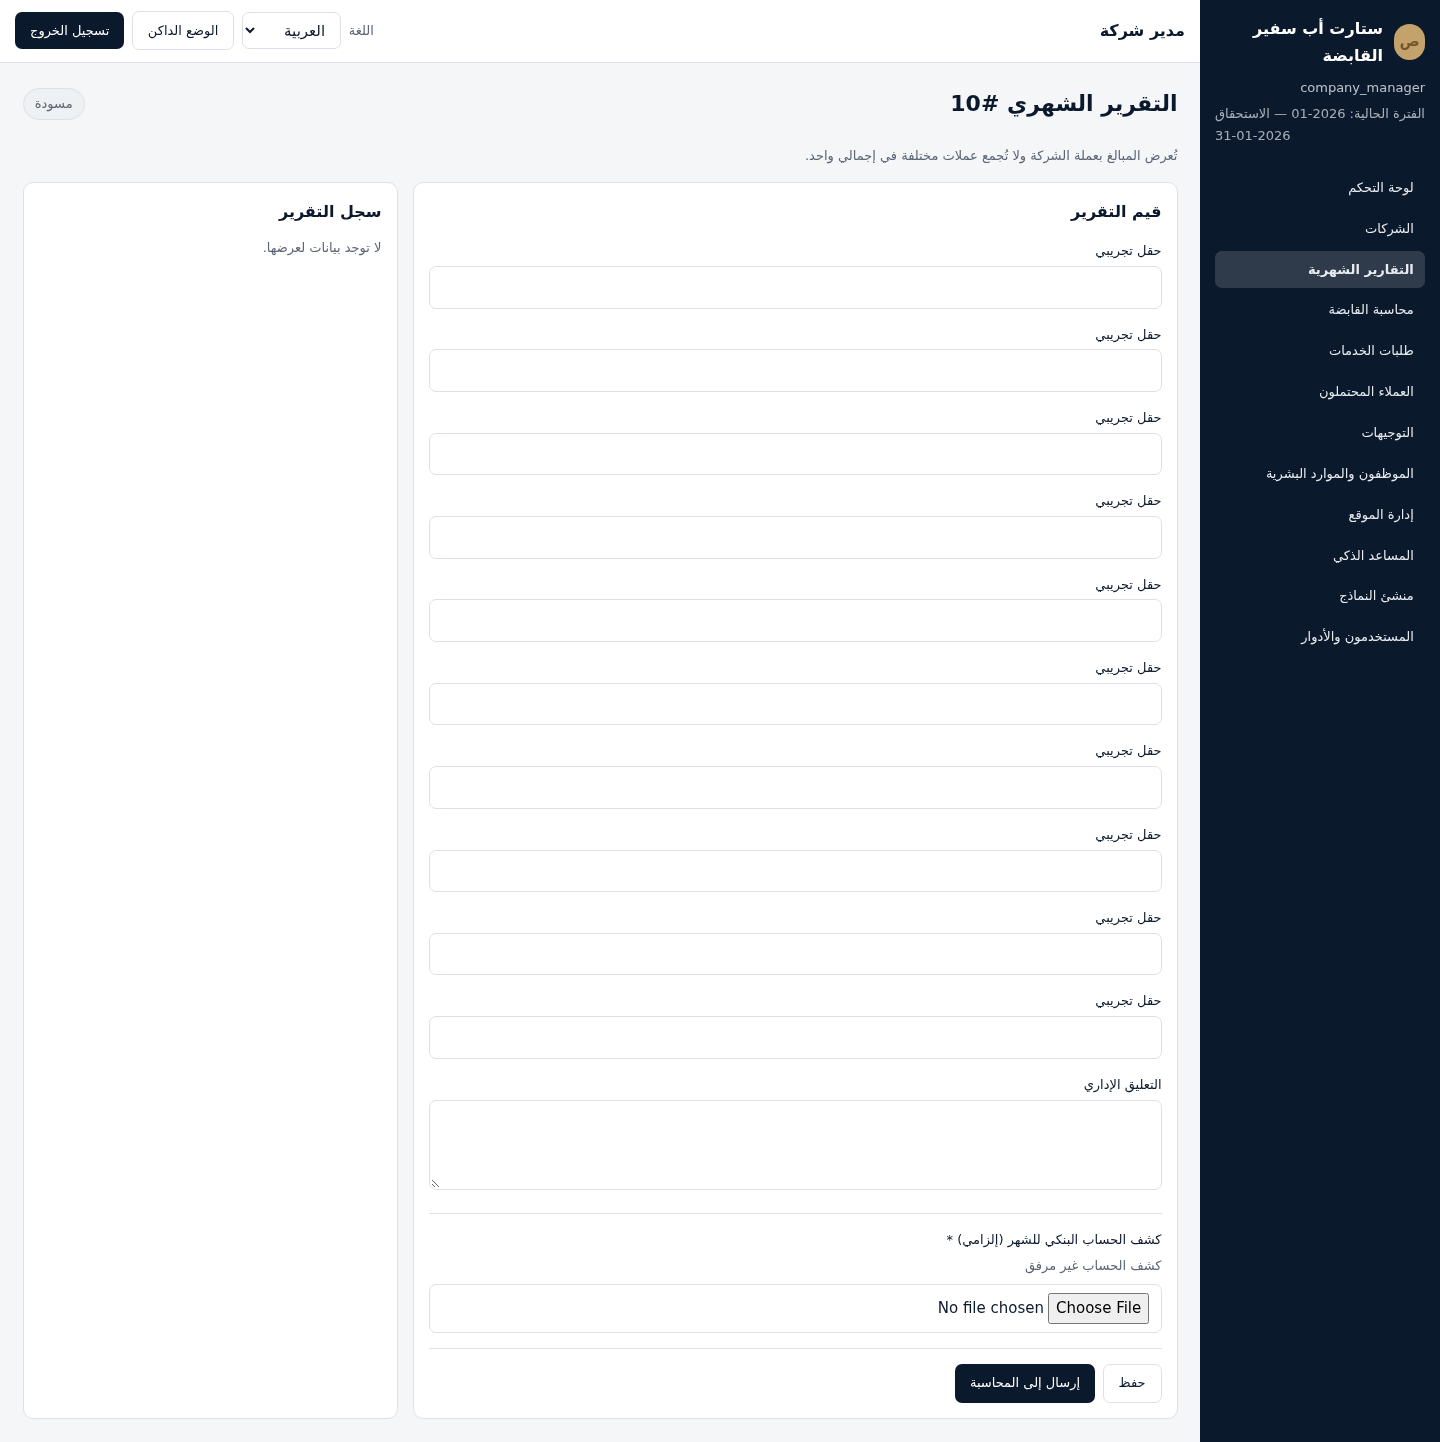 ص
ستارت أب سفير
القابضة
company_manager
الفترة الحالية: 2026-01 — الاستحقاق
2026-01-31
لوحة التحكم
الشركات
التقارير الشهرية
محاسبة القابضة
طلبات الخدمات
العملاء المحتملون
التوجيهات
الموظفون والموارد البشرية
إدارة الموقع
المساعد الذكي
منشئ النماذج
المستخدمون والأدوار
مدير شركة
اللغة
العربية
الوضع الداكن
تسجيل الخروج
التقرير الشهري #10
مسودة
تُعرض المبالغ بعملة الشركة ولا تُجمع عملات مختلفة في إجمالي واحد.
قيم التقرير
حقل تجريبي
حقل تجريبي
حقل تجريبي
حقل تجريبي
حقل تجريبي
حقل تجريبي
حقل تجريبي
حقل تجريبي
حقل تجريبي
حقل تجريبي
التعليق الإداري
كشف الحساب البنكي للشهر (إلزامي) *
كشف الحساب غير مرفق
Choose File No file chosen
حفظ
إرسال إلى المحاسبة
سجل التقرير
لا توجد بيانات لعرضها.